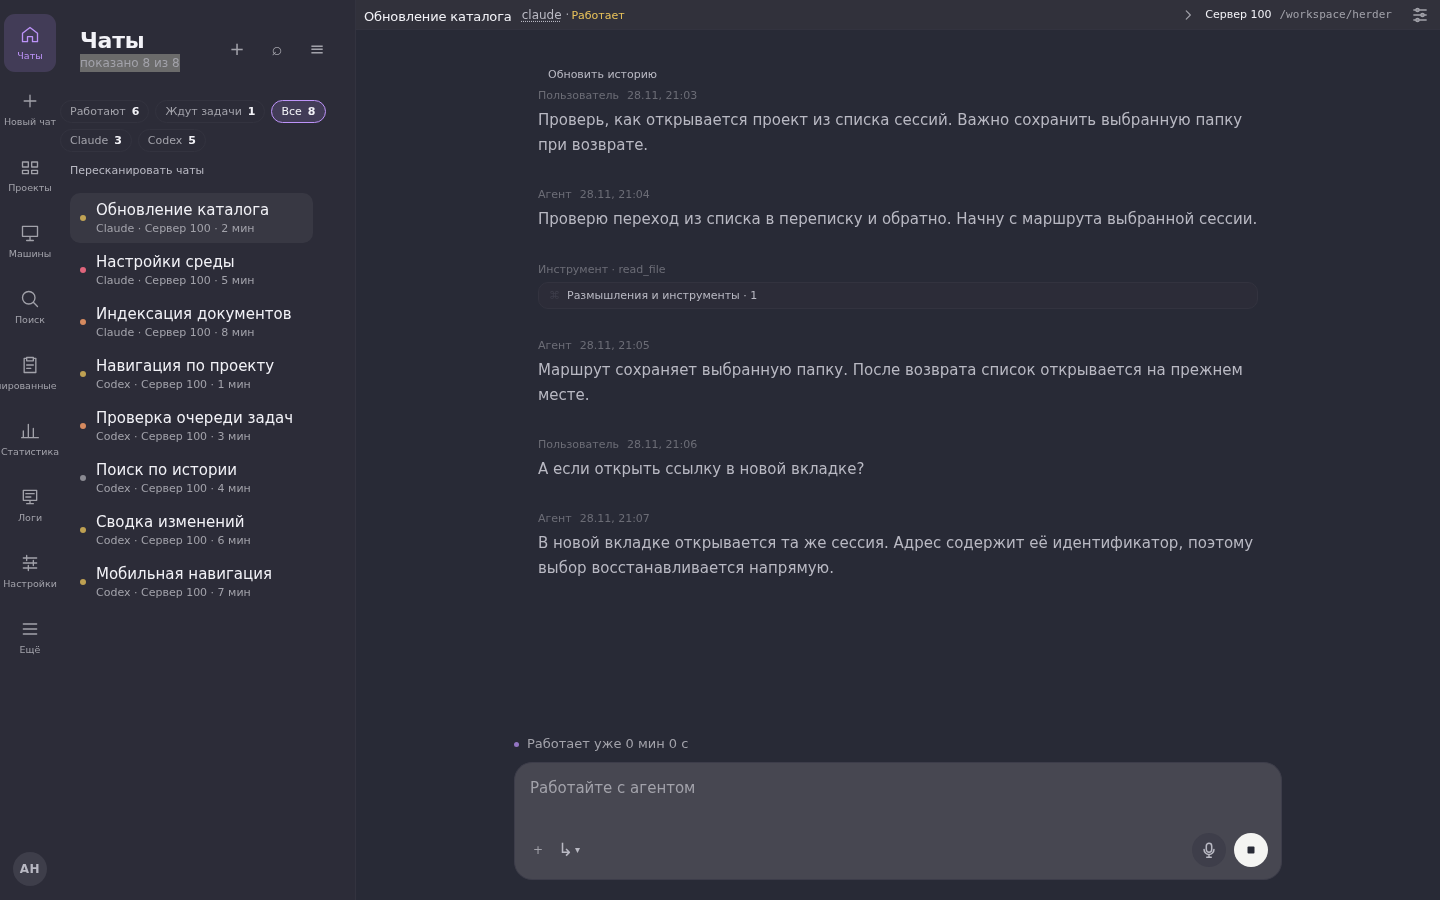 Чаты
Новый чат
Проекты
Машины
Поиск
ированные
Статистика
Логи
Настройки
Ещё
АН
Чаты
показано 8 из 8
Работают 6
Ждут задачи 1
Все 8
Claude 3
Codex 5
Пересканировать чаты
Обновление каталога
Claude · Сервер 100 · 2 мин
Настройки среды
Claude · Сервер 100 · 5 мин
Индексация документов
Claude · Сервер 100 · 8 мин
Навигация по проекту
Codex · Сервер 100 · 1 мин
Проверка очереди задач
Codex · Сервер 100 · 3 мин
Поиск по истории
Codex · Сервер 100 · 4 мин
Сводка изменений
Codex · Сервер 100 · 6 мин
Мобильная навигация
Codex · Сервер 100 · 7 мин
Обновление каталога claude · Работает
Сервер 100 /workspace/herder
Обновить историю
Пользователь 28.11, 21:03
Проверь, как открывается проект из списка сессий. Важно сохранить выбранную папку
при возврате.
Агент 28.11, 21:04
Проверю переход из списка в переписку и обратно. Начну с маршрута выбранной сессии.
Инструмент · read_file
Размышления и инструменты · 1
Агент 28.11, 21:05
Маршрут сохраняет выбранную папку. После возврата список открывается на прежнем
месте.
Пользователь 28.11, 21:06
А если открыть ссылку в новой вкладке?
Агент 28.11, 21:07
В новой вкладке открывается та же сессия. Адрес содержит её идентификатор, поэтому
выбор восстанавливается напрямую.
Работает уже 0 мин 0 с
Работайте с агентом